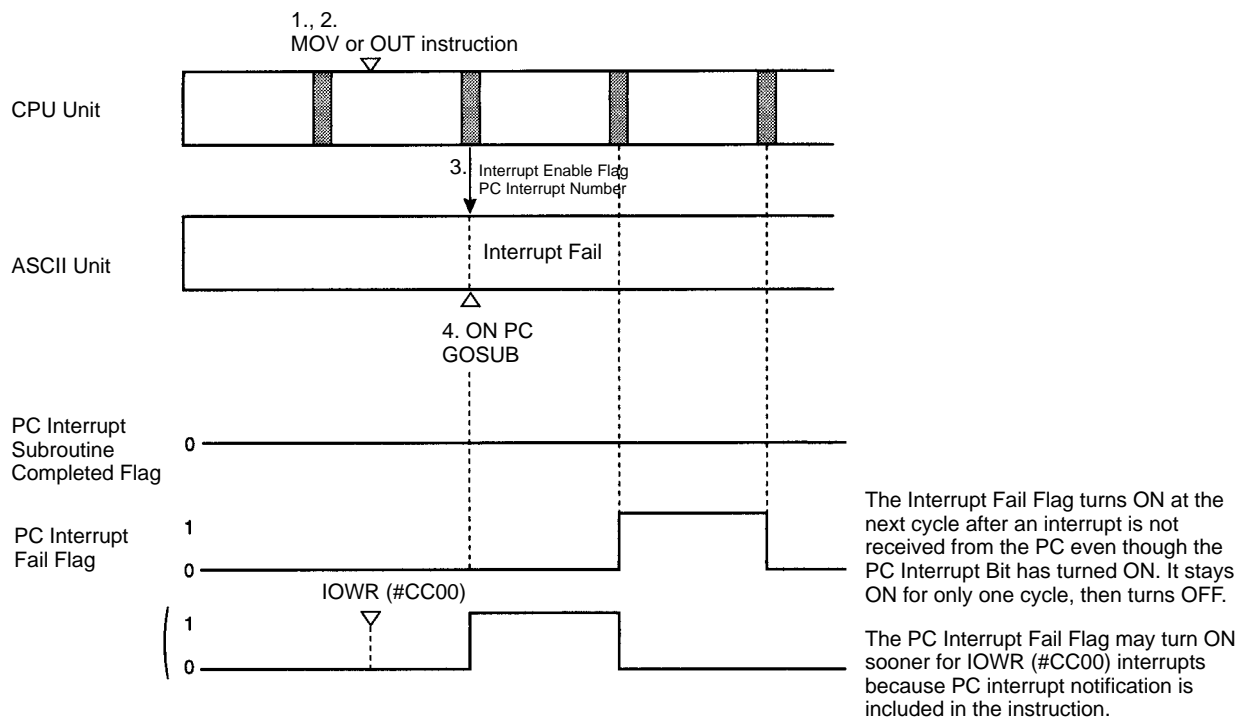 1., 2.
MOV or OUT instruction
CPU Unit
3. Interrupt Enable Flag
PC Interrupt Number
ASCII Unit
Interrupt Fail
4. ON PC
GOSUB
PC Interrupt
Subroutine
Completed Flag
0
PC Interrupt
Fail Flag
1
0
The Interrupt Fail Flag turns ON at the
next cycle after an interrupt is not
received from the PC even though the
PC Interrupt Bit has turned ON. It stays
ON for only one cycle, then turns OFF.
IOWR (#CC00)
(
1
0
The PC Interrupt Fail Flag may turn ON
sooner for IOWR (#CC00) interrupts
because PC interrupt notification is
included in the instruction.